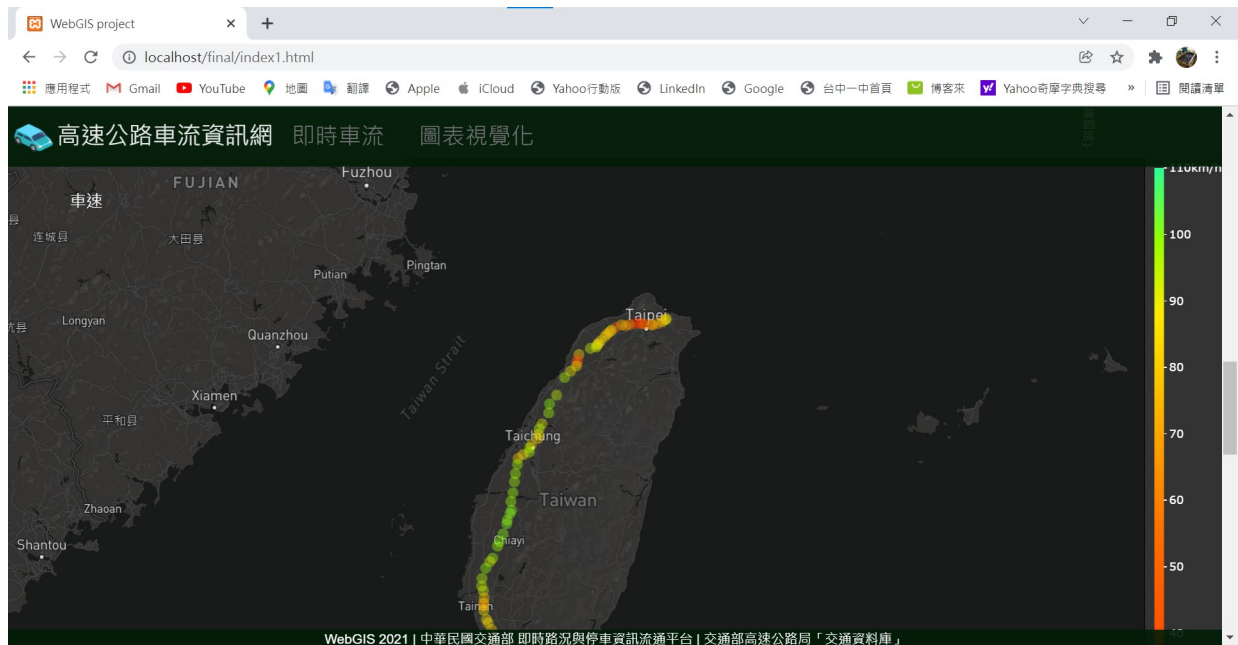 WebGIS project
localhost/final/index1.html
應用程式 Gmail YouTube 地圖 翻譯 Apple iCloud Yahoo行動版 LinkedIn Google 台中一中首頁 博客來 Yahoo奇摩字典搜尋 » 閱讀清單
高速公路車流資訊網 即時車流 圖表視覺化
車速
FUJIAN
Fuzhou
110km/h
县
连城县
大田县
100
Putian
Pingtan
90
Longyan
Quanzhou
Taipei
Taiwan Strait
80
Xiamen
平和县
Taichung
70
Taiwan
60
Zhaoan
Shantou
Chiayi
50
Tainan
40
WebGIS 2021 | 中華民國交通部 即時路況與停車資訊流通平台 | 交通部高速公路局「交通資料庫」